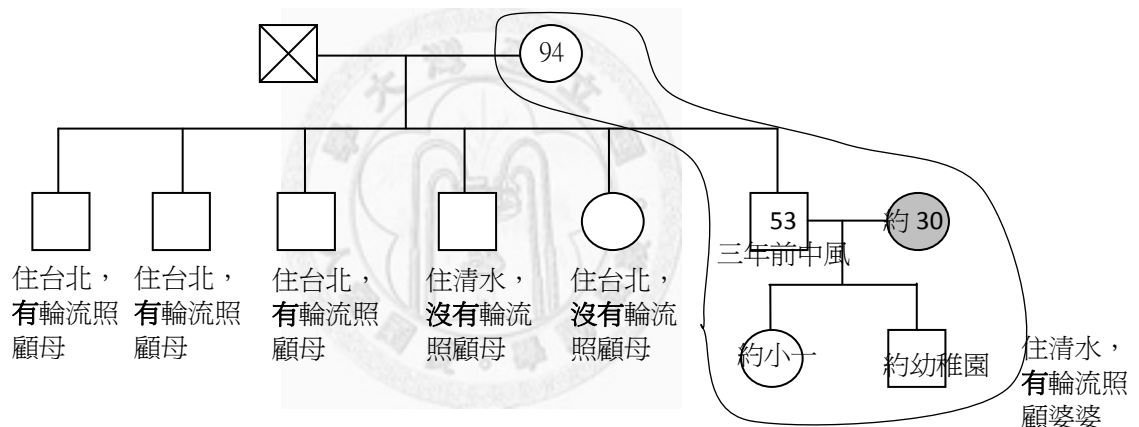 94
53
約 30
三年前中風
住台北，
有輪流照
顧母
住台北，
有輪流照
顧母
住台北，
有輪流照
顧母
住清水，
沒有輪流
照顧母
住台北，
沒有輪流
照顧母
約小一
約幼稚園
住清水，
有輪流照
顧婆婆